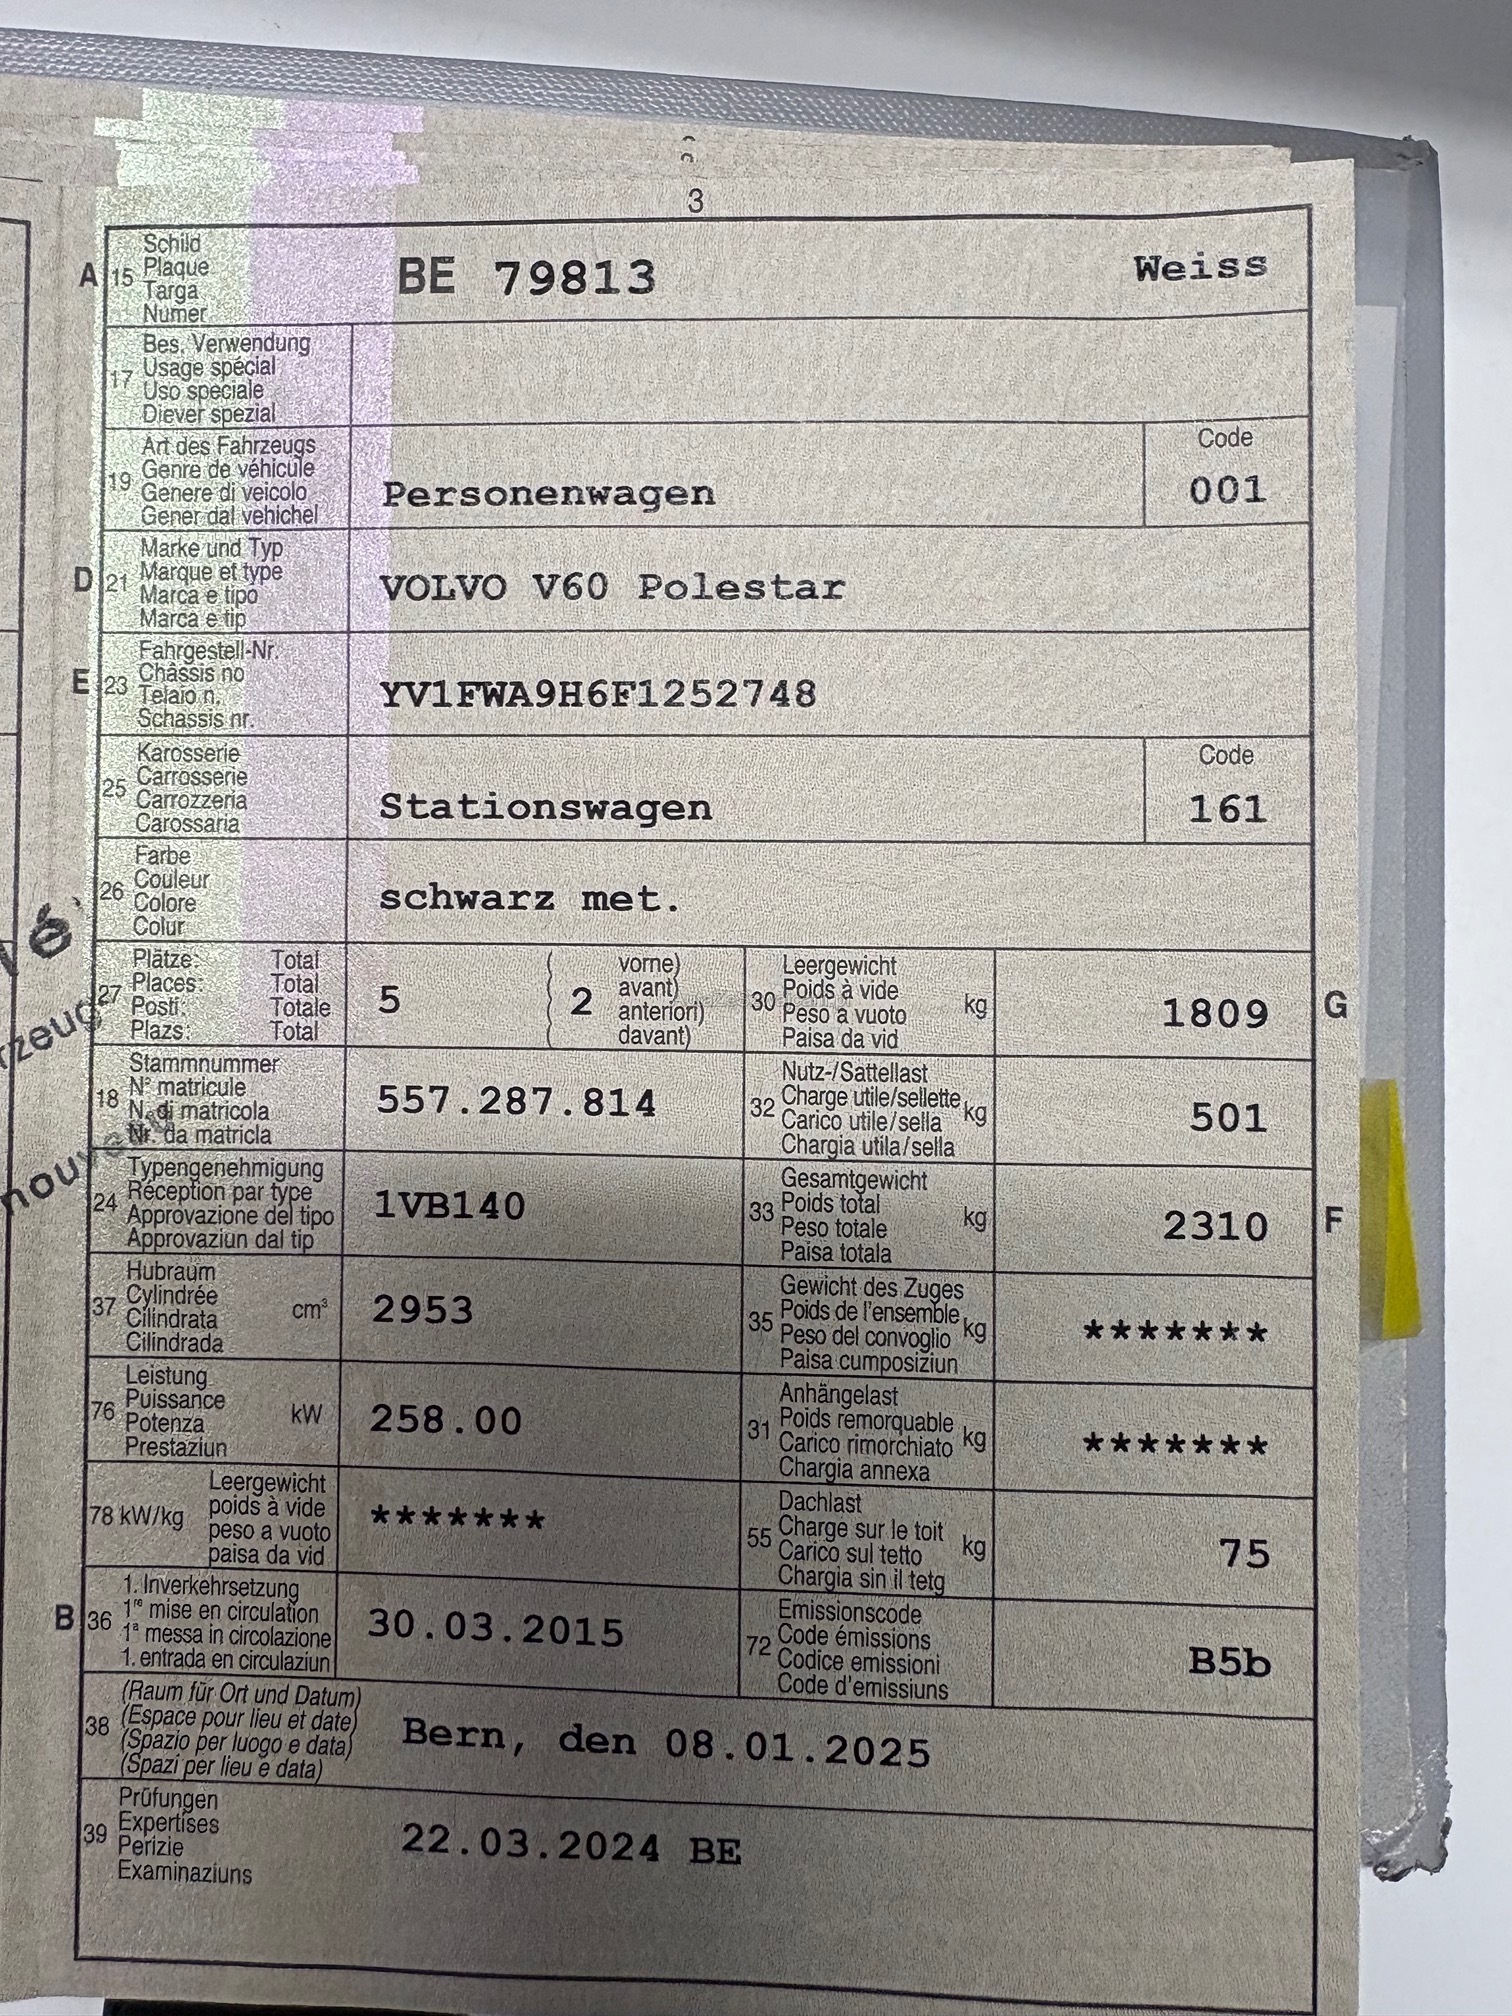 3
A 15 Schild
Plaque
Targa
Numer
BE 79813 Weiss
17 Bes. Verwendung
Usage spécial
Uso speciale
Diever spezial
19 Art des Fahrzeugs
Genre de véhicule
Genere di veicolo
Gener dal vehichel
Personenwagen
Code
001
D 21 Marke und Typ
Marque et type
Marca e tipo
Marca e tip
VOLVO V60 Polestar
E 23 Fahrgestell-Nr.
Châssis no
Telaio n.
Schassis nr.
YV1FWA9H6F1252748
25 Karosserie
Carrosserie
Carrozzeria
Carossaria
Stationswagen
Code
161
26 Farbe
Couleur
Colore
Colur
schwarz met.
27 Plätze: Total
Places: Total
Posti: Totale
Plazs: Total
5
( 2 vorne)
avant)
anteriori)
davant)
30 Leergewicht
Poids à vide
Peso a vuoto
Paisa da vid
kg
1809 G
18 Stammnummer
N° matricule
N. di matricola
Nr. da matricla
557.287.814
32 Nutz-/Sattellast
Charge utile/sellette
Carico utile/sella
Chargia utila/sella
kg
501
24 Typengenehmigung
Réception par type
Approvazione del tipo
Approvaziun dal tip
1VB140
33 Gesamtgewicht
Poids total
Peso totale
Paisa totala
kg
2310 F
37 Hubraum
Cylindrée
Cilindrata
Cilindrada
cm³
2953
35 Gewicht des Zuges
Poids de l'ensemble
Peso del convoglio
Paisa cumposiziun
kg
*******
76 Leistung
Puissance
Potenza
Prestaziun
kW
258.00
31 Anhängelast
Poids remorquable
Carico rimorchiato
Chargia annexa
kg
*******
78 kW/kg Leergewicht
poids à vide
peso a vuoto
paisa da vid
*******
55 Dachlast
Charge sur le toit
Carico sul tetto
Chargia sin il tetg
kg
75
B 36 1. Inverkehrsetzung
1re mise en circulation
1a messa in circolazione
1. entrada en circulaziun
30.03.2015
72 Emissionscode
Code émissions
Codice emissioni
Code d'emissiuns
B5b
38 (Raum für Ort und Datum)
(Espace pour lieu et date)
(Spazio per luogo e data)
(Spazi per lieu e data)
Bern, den 08.01.2025
39 Prüfungen
Expertises
Perizie
Examinaziuns
22.03.2024 BE